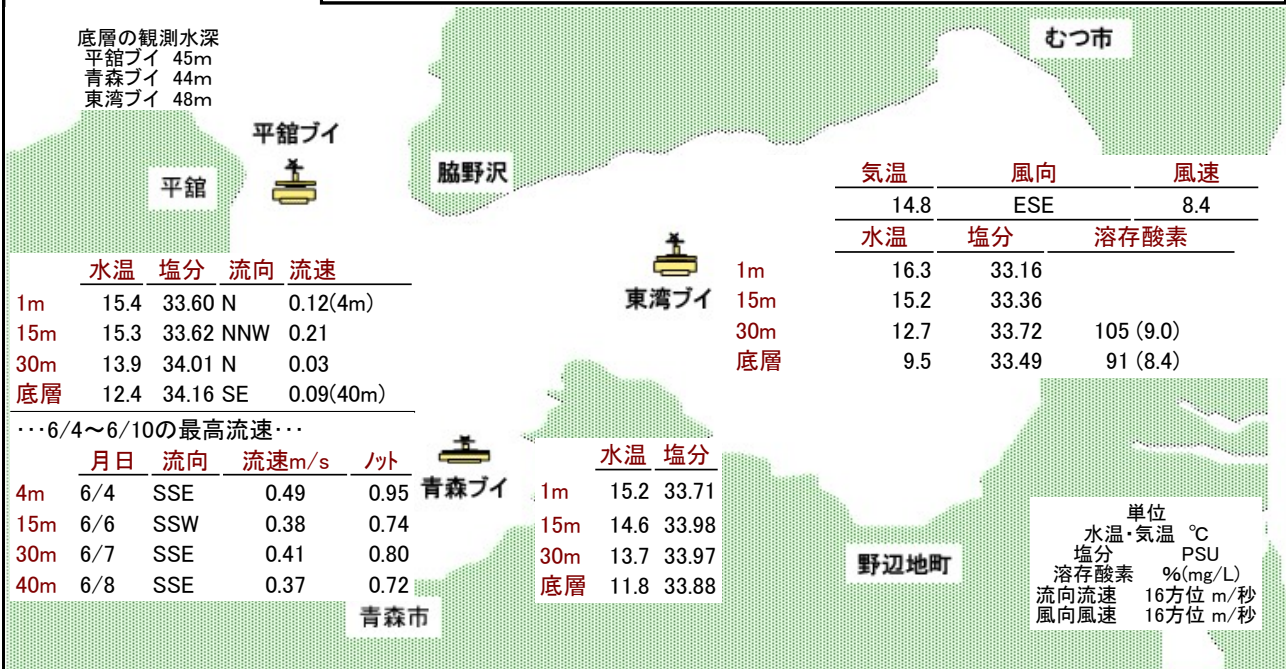 底層の観測水深
平舘ブイ 45m
青森ブイ 44m
東湾ブイ 48m
むつ市
平舘ブイ
脇野沢
平舘
気温 風向 風速
14.8 ESE 8.4
水温 塩分 溶存酸素
1m 16.3 33.16
15m 15.2 33.36
30m 12.7 33.72 105 (9.0)
底層 9.5 33.49 91 (8.4)
東湾ブイ
水温 塩分 流向 流速
1m 15.4 33.60 N 0.12(4m)
15m 15.3 33.62 NNW 0.21
30m 13.9 34.01 N 0.03
底層 12.4 34.16 SE 0.09(40m)
…6/4～6/10の最高流速…
月日 流向 流速m/s ノット
4m 6/4 SSE 0.49 0.95
15m 6/6 SSW 0.38 0.74
30m 6/7 SSE 0.41 0.80
40m 6/8 SSE 0.37 0.72
青森ブイ
水温 塩分
1m 15.2 33.71
15m 14.6 33.98
30m 13.7 33.97
底層 11.8 33.88
青森市
野辺地町
単位
水温・気温 ℃
塩分 PSU
溶存酸素 %(mg/L)
流向流速 16方位 m/秒
風向風速 16方位 m/秒